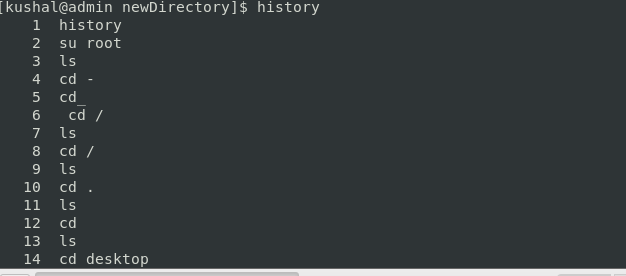 [kushal@admin newDirectory]$ history
1 history
2 su root
3 ls
4 cd -
5 cd_
6 cd /
7 ls
8 cd /
9 ls
10 cd .
11 ls
12 cd
13 ls
14 cd desktop